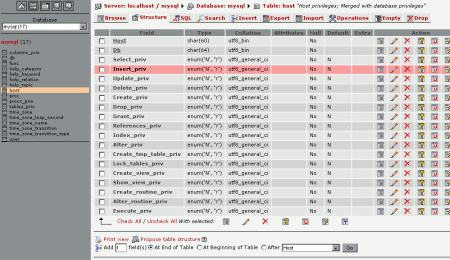 Server: localhost / mysql ▸ Database: mysql ▸ Table: host "Host privileges; Merged with database privileges"
Browse Structure SQL Search Insert Export Import Operations Empty Drop
Database
mysql (17)
mysql (17)
columns_priv
db
func
help_category
help_keyword
help_relation
help_topic
host
proc
procs_priv
tables_priv
time_zone
time_zone_leap_second
time_zone_name
time_zone_transition
time_zone_transition_type
user
Field Type Collation Attributes Null Default Extra Action
Host char(60) utf8_bin No
Db char(64) utf8_bin No
Select_priv enum('N', 'Y') utf8_general_ci No N
Insert_priv enum('N', 'Y') utf8_general_ci No N
Update_priv enum('N', 'Y') utf8_general_ci No N
Delete_priv enum('N', 'Y') utf8_general_ci No N
Create_priv enum('N', 'Y') utf8_general_ci No N
Drop_priv enum('N', 'Y') utf8_general_ci No N
Grant_priv enum('N', 'Y') utf8_general_ci No N
References_priv enum('N', 'Y') utf8_general_ci No N
Index_priv enum('N', 'Y') utf8_general_ci No N
Alter_priv enum('N', 'Y') utf8_general_ci No N
Create_tmp_table_priv enum('N', 'Y') utf8_general_ci No N
Lock_tables_priv enum('N', 'Y') utf8_general_ci No N
Create_view_priv enum('N', 'Y') utf8_general_ci No N
Show_view_priv enum('N', 'Y') utf8_general_ci No N
Create_routine_priv enum('N', 'Y') utf8_general_ci No N
Alter_routine_priv enum('N', 'Y') utf8_general_ci No N
Execute_priv enum('N', 'Y') utf8_general_ci No N
Check All / Uncheck All With selected:
Print view Propose table structure
Add 1 field(s) At End of Table At Beginning of Table After Host Go